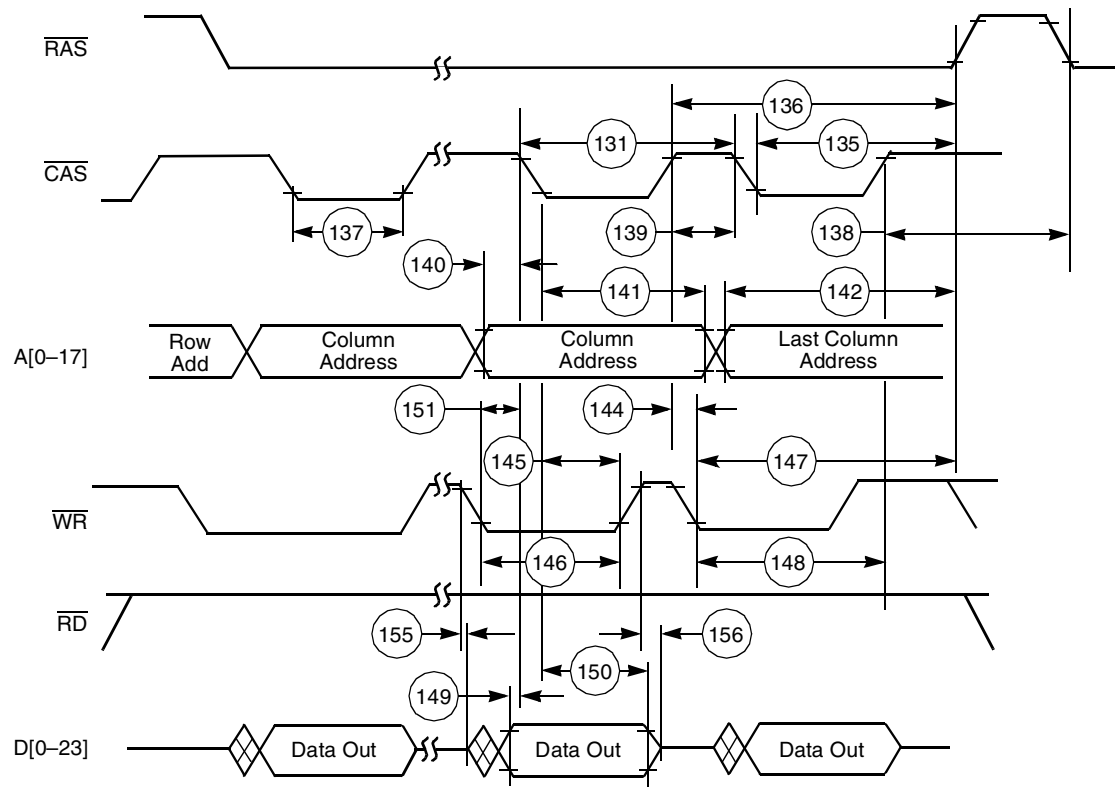 RAS
136
131
135
CAS
137
139
138
140
141
142
A[0–17]
Row
Add
Column
Address
Column
Address
Last Column
Address
151
144
145
147
WR
146
148
RD
155
156
150
149
D[0–23]
Data Out
Data Out
Data Out